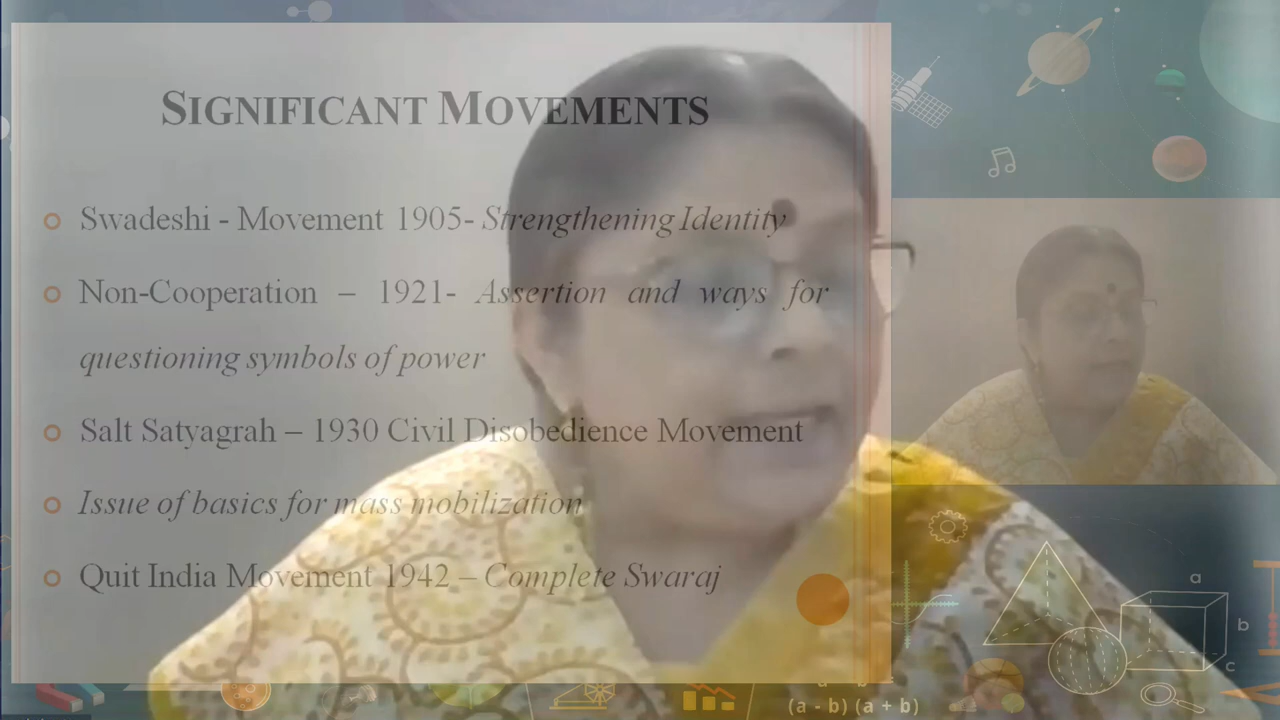 SIGNIFICANT MOVEMENTS
Swadeshi - Movement 1905- Strengthening Identity
Non-Cooperation – 1921- Assertion and ways for
questioning symbols of power
Salt Satyagrah – 1930 Civil Disobedience Movement
Issue of basics for mass mobilization
Quit India Movement 1942 – Complete Swaraj
a
b
c
(a - b) (a + b)